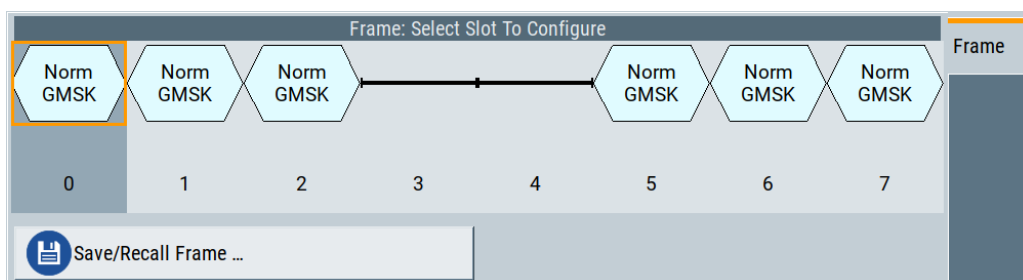 Frame: Select Slot To Configure
Frame
Norm Norm Norm Norm Norm Norm
GMSK GMSK GMSK GMSK GMSK GMSK
0 1 2 3 4 5 6 7
Save/Recall Frame ...